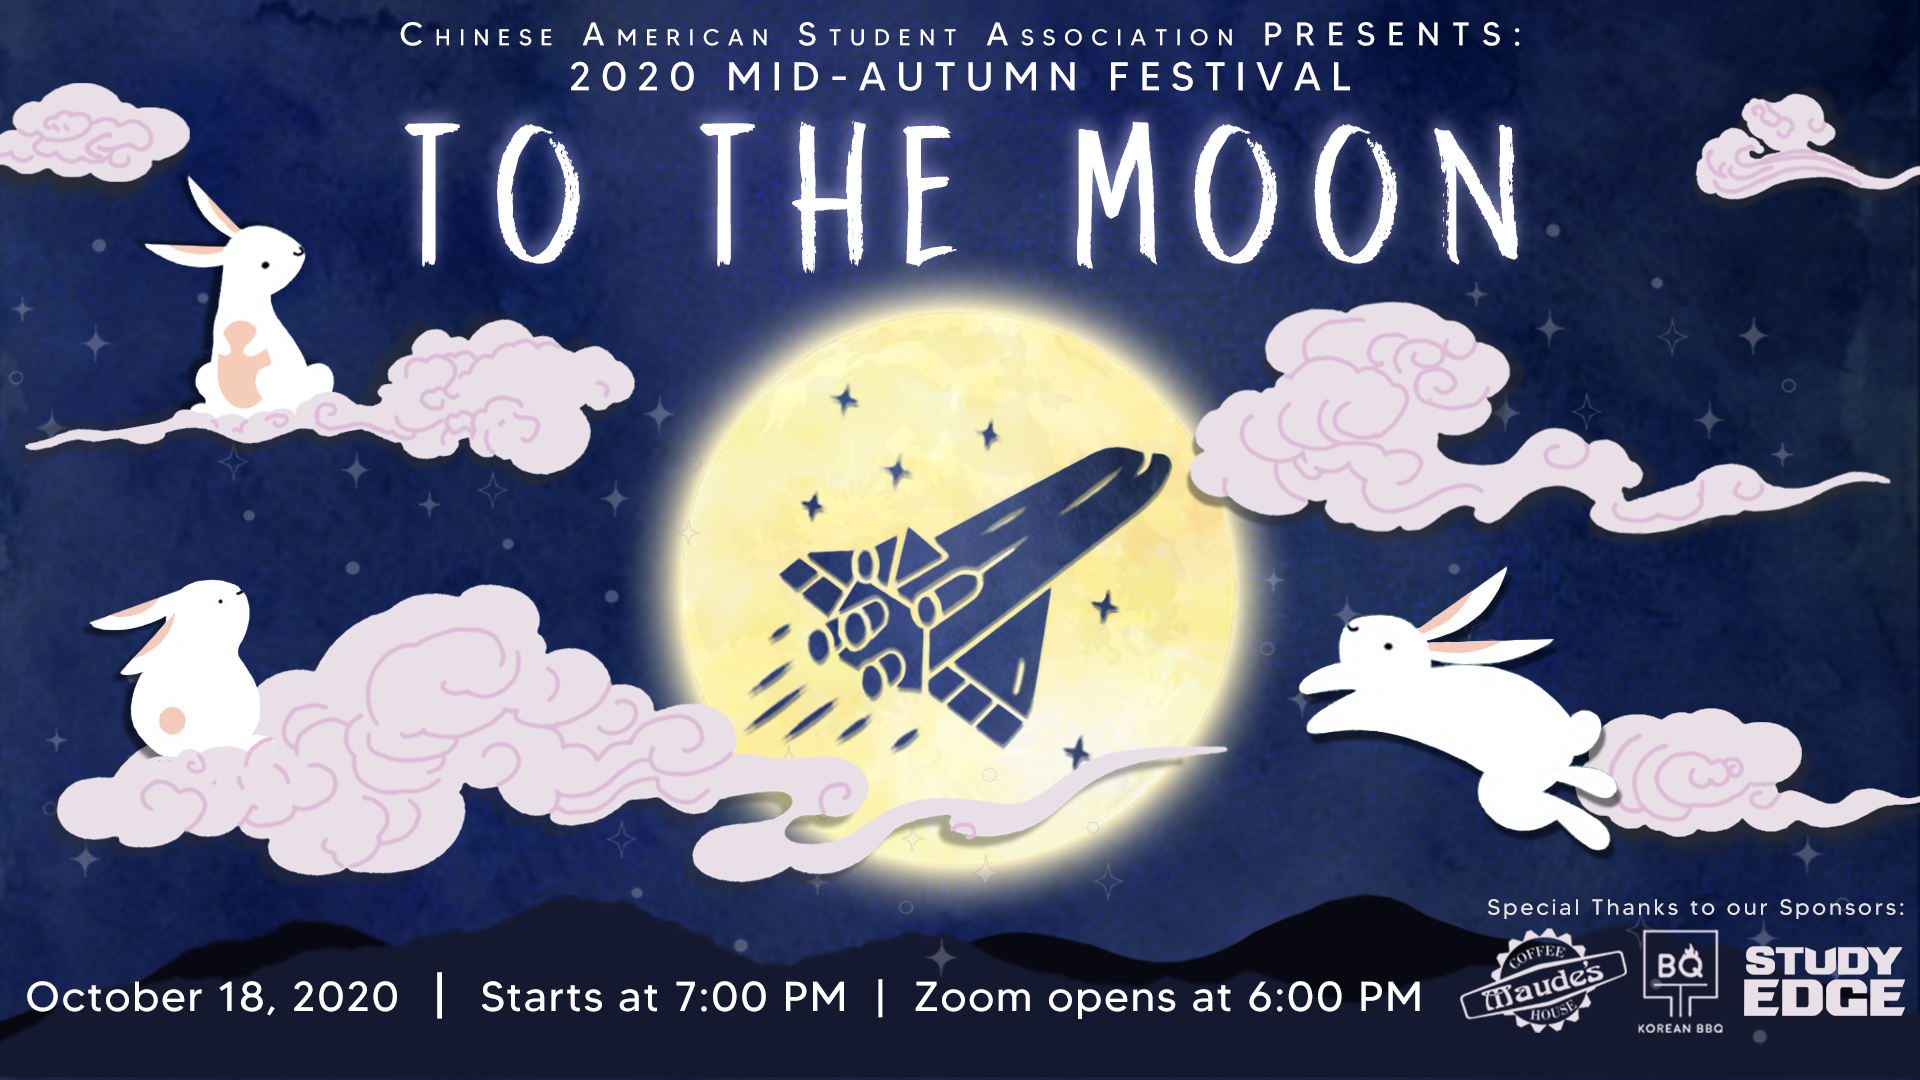 Chinese American Student Association PRESENTS:
2020 MID-AUTUMN FESTIVAL
TO THE MOON
Special Thanks to our Sponsors:
COFFEE
Maude's
HOUSE
BQ
KOREAN BBQ
STUDY
EDGE
October 18, 2020 | Starts at 7:00 PM | Zoom opens at 6:00 PM